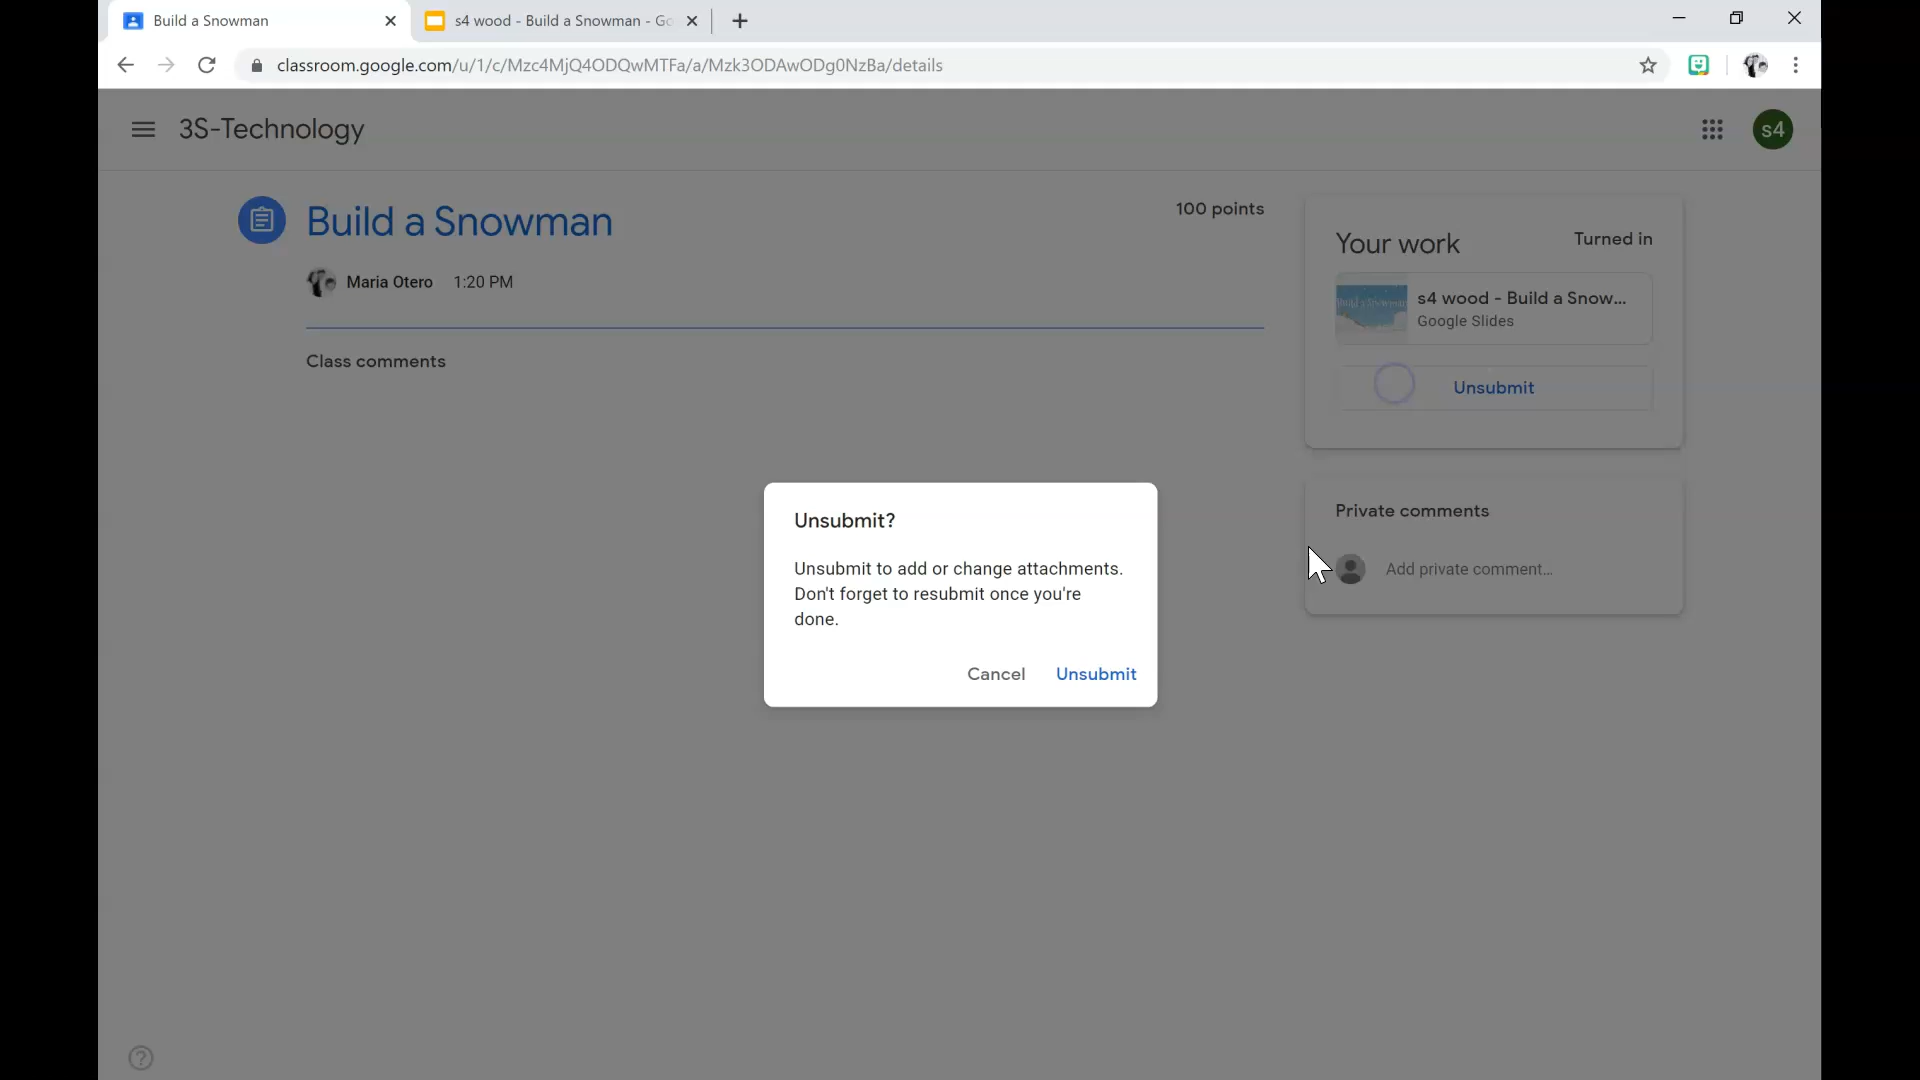 Build a Snowman
s4 wood - Build a Snowman - Go
classroom.google.com/u/1/c/Mzc4MjQ4ODQwMTFa/a/Mzk3ODAwODg0NzBa/details
3S-Technology
s4
Build a Snowman
100 points
Maria Otero 1:20 PM
Class comments
Your work
Turned in
Build a Snowman
s4 wood - Build a Snow...
Google Slides
Unsubmit
Private comments
Add private comment...
Unsubmit?
Unsubmit to add or change attachments.
Don't forget to resubmit once you're
done.
Cancel Unsubmit